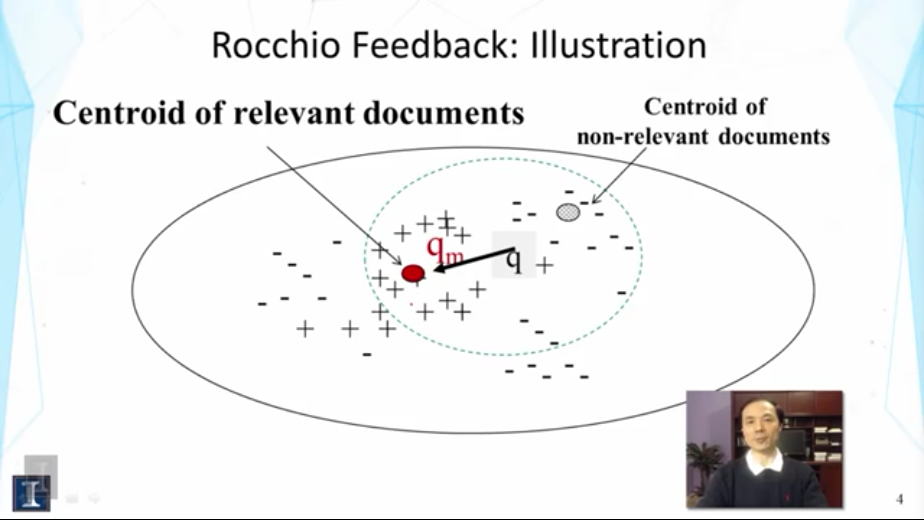 Rocchio Feedback: Illustration
Centroid of relevant documents
Centroid of
non-relevant documents
qm
q
4